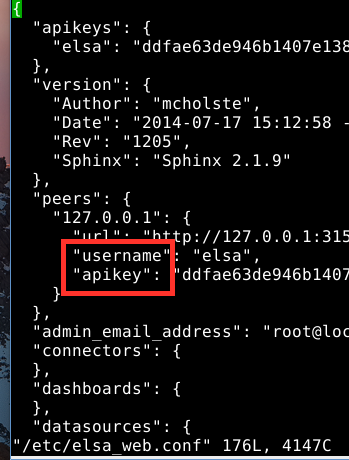 {
"apikeys": {
"elsa": "ddfae63de946b1407e138
},
"version": {
"Author": "mcholste",
"Date": "2014-07-17 15:12:58 -
"Rev": "1205",
"Sphinx": "Sphinx 2.1.9"
},
"peers": {
"127.0.0.1": {
"url": "http://127.0.0.1:315
"username": "elsa",
"apikey": "ddfae63de946b1407
}
},
"admin_email_address": "root@loc
"connectors": {
},
"dashboards": {
},
"datasources": {
"/etc/elsa_web.conf" 176L, 4147C